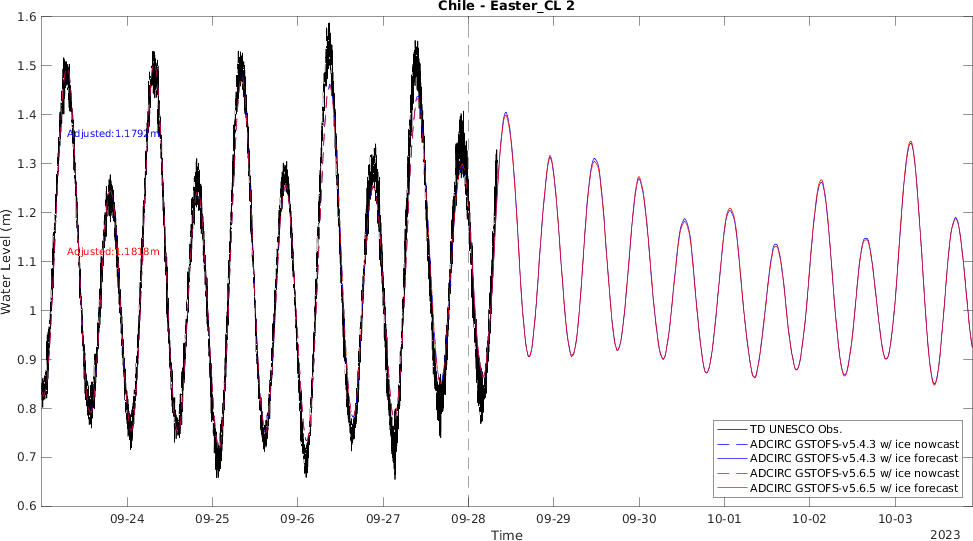 Chile - Easter_CL 2
1.6
1.5
1.4
1.3
1.2
1.1
1
0.9
0.8
0.7
0.6
Water Level (m)
Adjusted:1.1792m
Adjusted:1.1818m
TD UNESCO Obs.
ADCIRC GSTOFS-v5.4.3 w/ ice nowcast
ADCIRC GSTOFS-v5.4.3 w/ ice forecast
ADCIRC GSTOFS-v5.6.5 w/ ice nowcast
ADCIRC GSTOFS-v5.6.5 w/ ice forecast
09-24 09-25 09-26 09-27 09-28 09-29 09-30 10-01 10-02 10-03
Time
2023